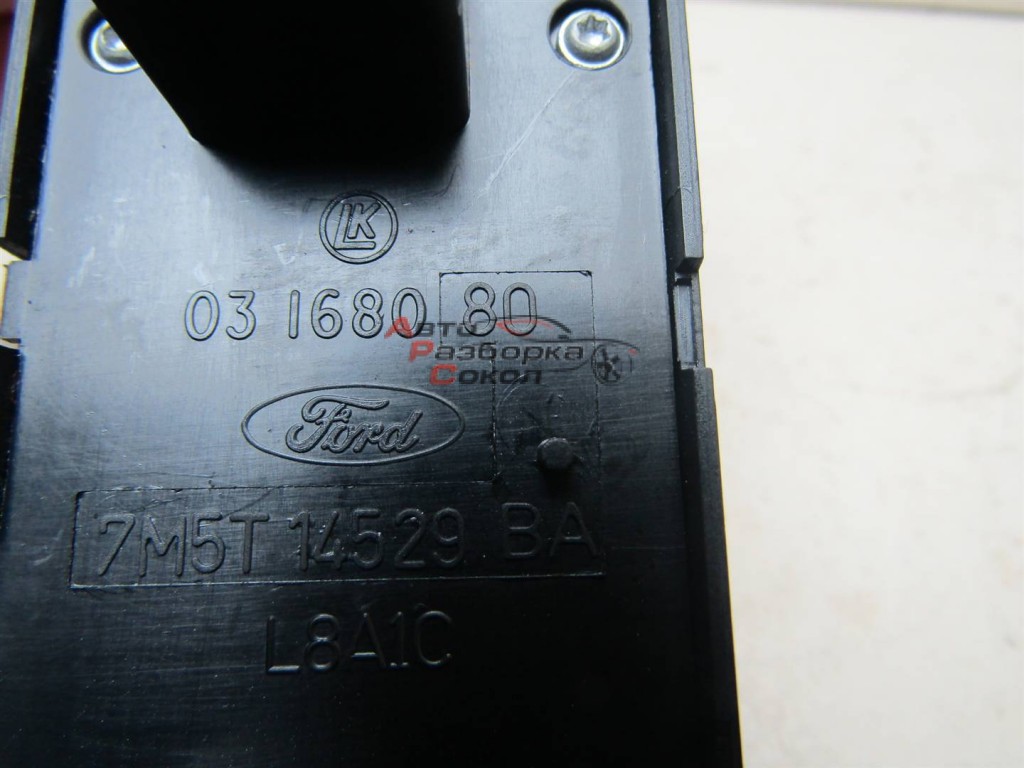 LK
03 1680 80
Авто
Разборка
Сокол
Ford
7M5T 14529 BA
L8A1C